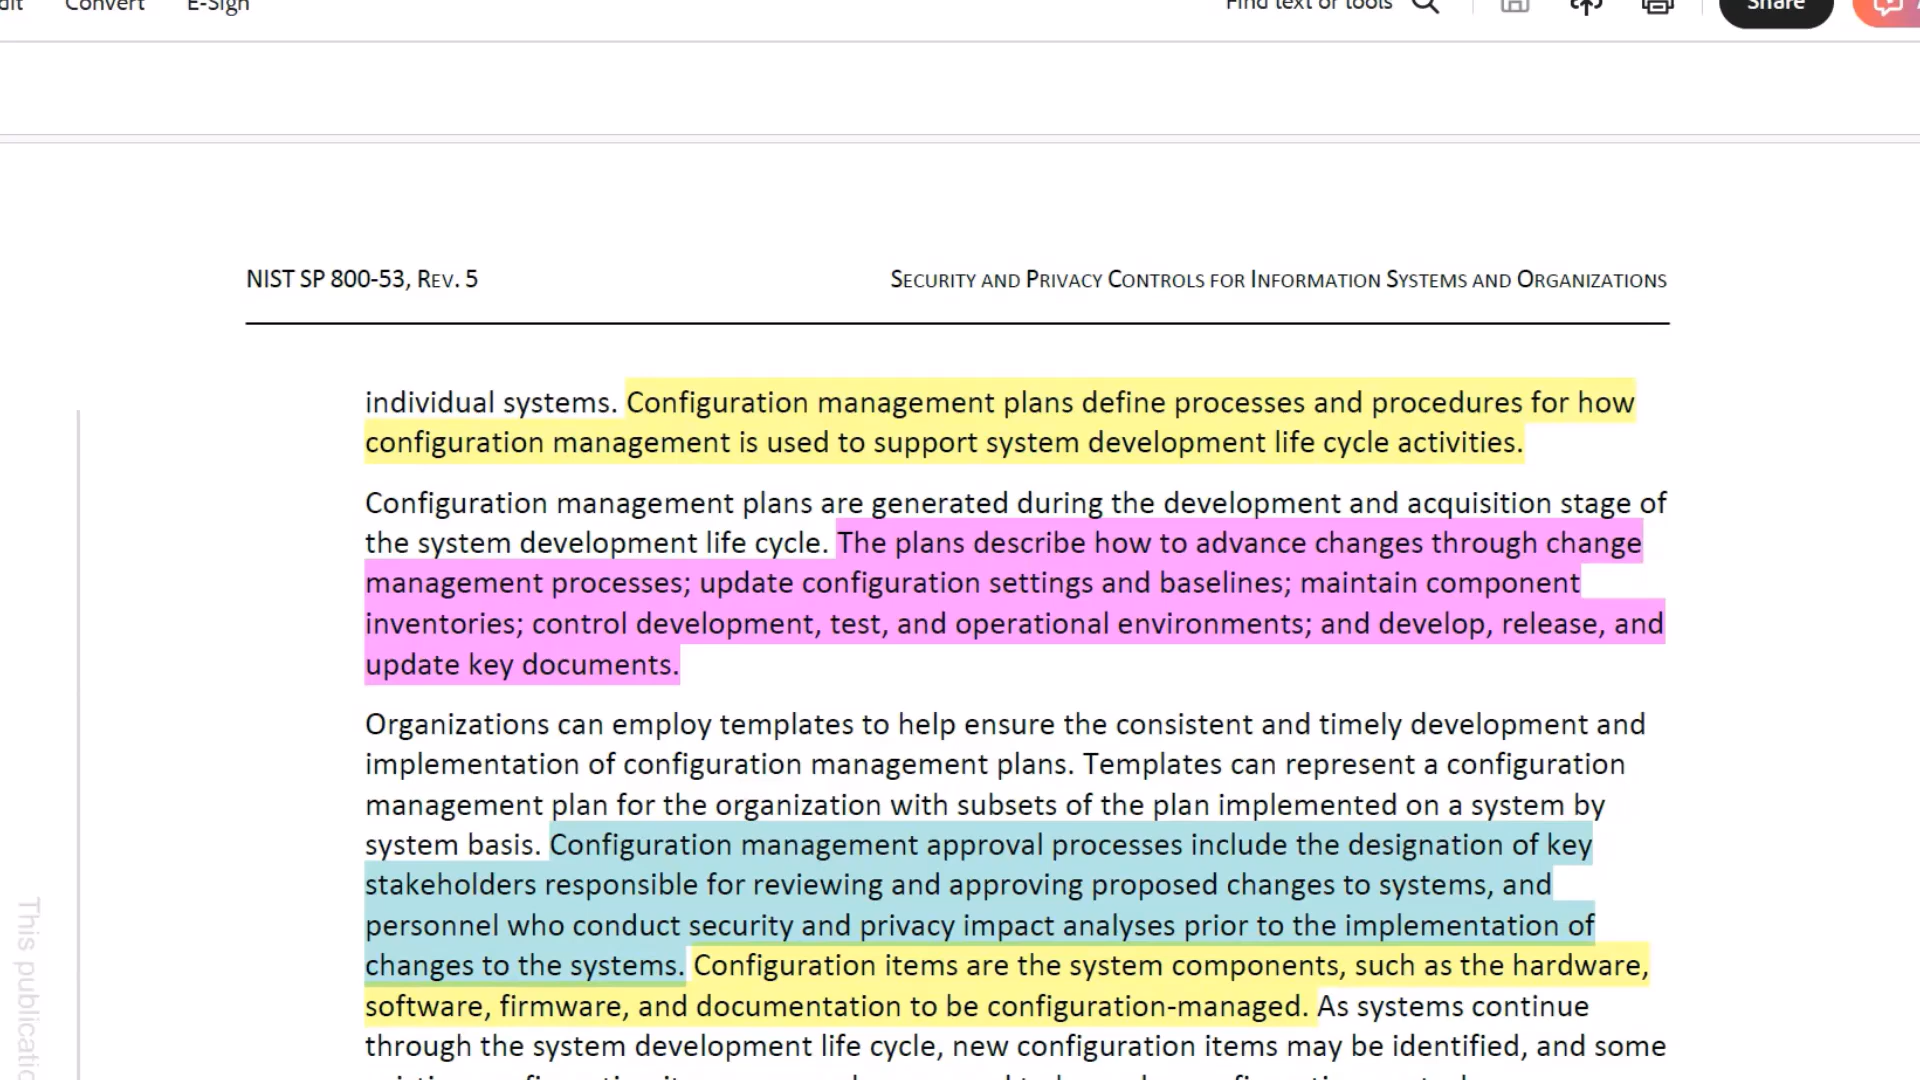 Convert E-Sign Find text or tools Share
NIST SP 800-53, REV. 5 SECURITY AND PRIVACY CONTROLS FOR INFORMATION SYSTEMS AND ORGANIZATIONS
individual systems. Configuration management plans define processes and procedures for how
configuration management is used to support system development life cycle activities.
Configuration management plans are generated during the development and acquisition stage of
the system development life cycle. The plans describe how to advance changes through change
management processes; update configuration settings and baselines; maintain component
inventories; control development, test, and operational environments; and develop, release, and
update key documents.
Organizations can employ templates to help ensure the consistent and timely development and
implementation of configuration management plans. Templates can represent a configuration
management plan for the organization with subsets of the plan implemented on a system by
system basis. Configuration management approval processes include the designation of key
stakeholders responsible for reviewing and approving proposed changes to systems, and
personnel who conduct security and privacy impact analyses prior to the implementation of
changes to the systems. Configuration items are the system components, such as the hardware,
software, firmware, and documentation to be configuration-managed. As systems continue
through the system development life cycle, new configuration items may be identified, and some
This